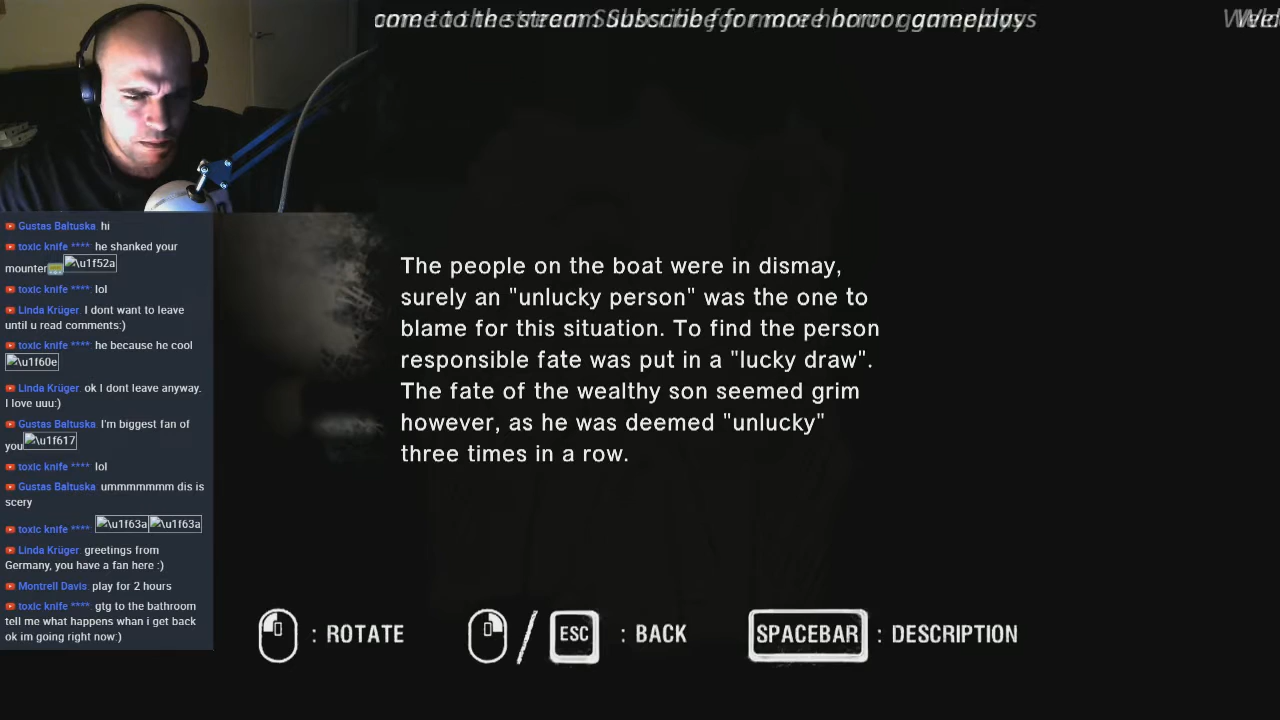 come to the stream Subscribe for more horror gameplays
Gustas Baltuska hi
toxic knife ****: he shanked your
mounter \u1f52a
toxic knife ****: lol
Linda Krüger: I dont want to leave
until u read comments:)
toxic knife ****: he because he cool
\u1f60e
Linda Krüger: ok I dont leave anyway.
I love uuu:)
Gustas Baltuska: I'm biggest fan of
you \u1f617
toxic knife ****: lol
Gustas Baltuska ummmmmmm dis is
scery
toxic knife ****: \u1f63a \u1f63a
Linda Krüger: greetings from
Germany, you have a fan here :)
Montrell Davis: play for 2 hours
toxic knife ****: gtg to the bathroom
tell me what happens whan i get back
ok im going right now:)
The people on the boat were in dismay,
surely an "unlucky person" was the one to
blame for this situation. To find the person
responsible fate was put in a "lucky draw".
The fate of the wealthy son seemed grim
however, as he was deemed "unlucky"
three times in a row.
: ROTATE / ESC : BACK SPACEBAR : DESCRIPTION